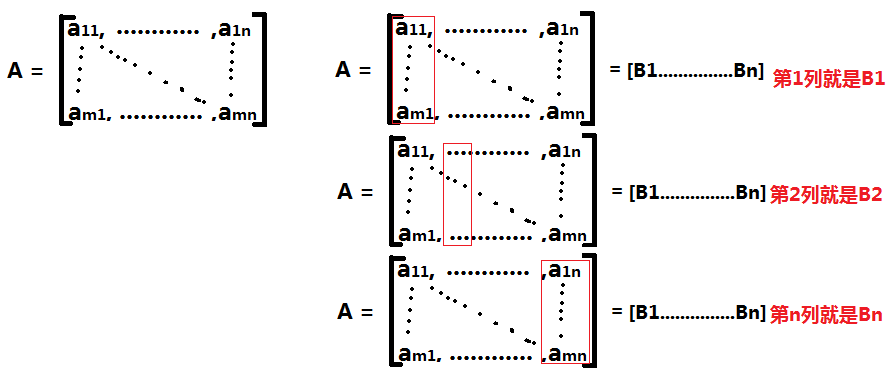 a11, ............ ,a1n
A =
am1, ............ ,amn
a11, ............ ,a1n
A = = [B1...............Bn] 第1列就是B1
am1, ............ ,amn
a11, ............ ,a1n
A = = [B1...............Bn] 第2列就是B2
am1, ............ ,amn
a11, ............ ,a1n
A = = [B1...............Bn] 第n列就是Bn
am1, ............ ,amn